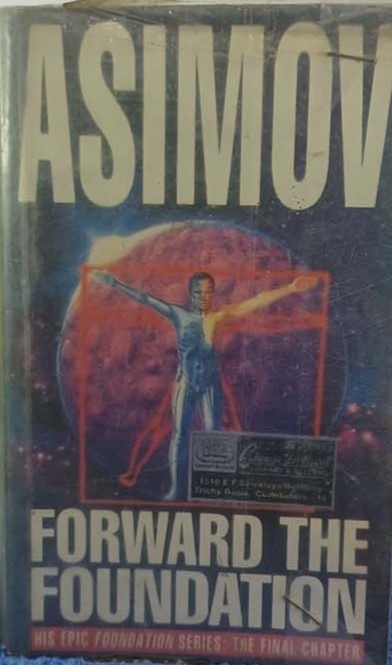 ASIMOV
FORWARD THE
FOUNDATION
HIS EPIC FOUNDATION SERIES: THE FINAL CHAPTER